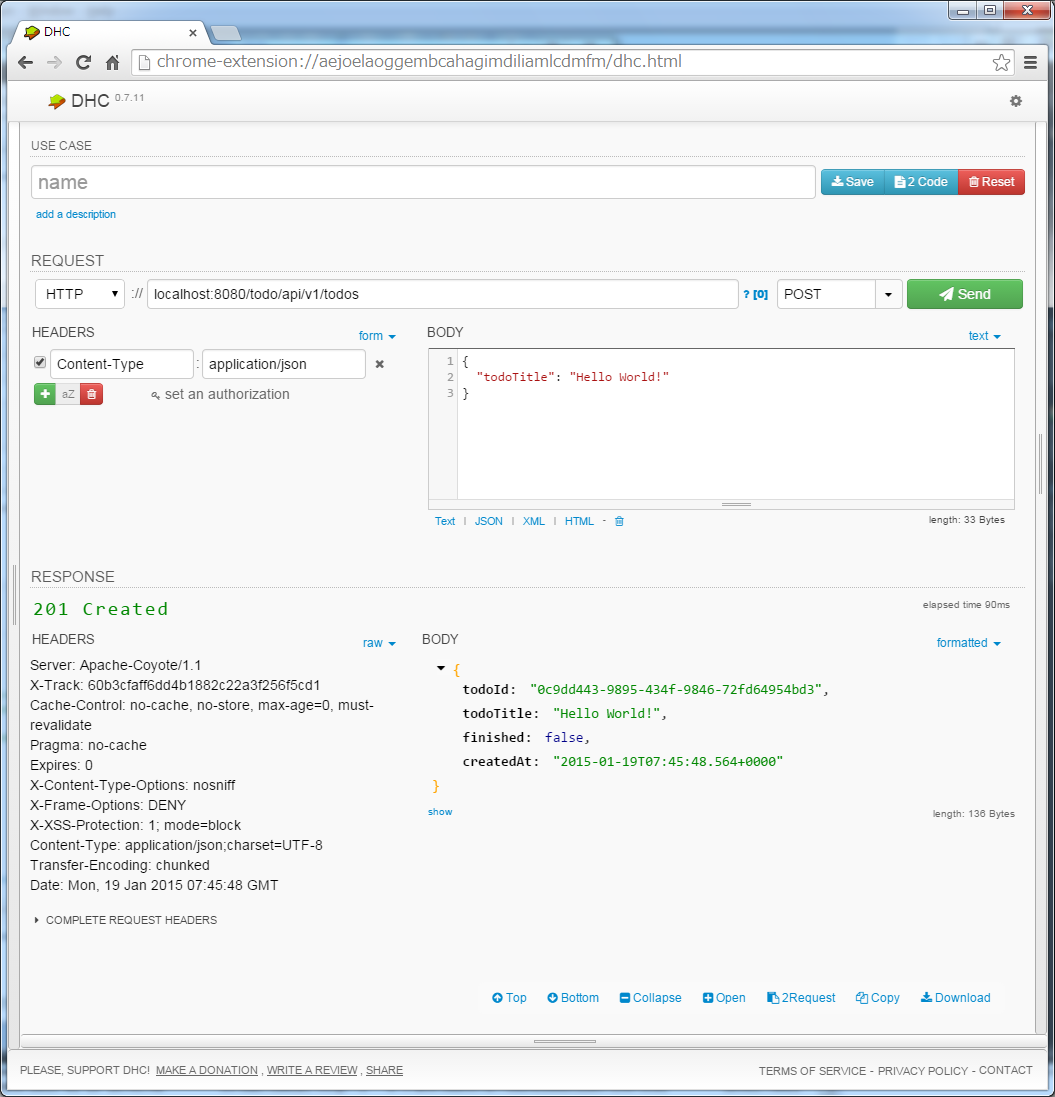 DHC
chrome-extension://aejoelaoggembcahagimdiliamlcdmfm/dhc.html
DHC 0.7.11
USE CASE
name
Save 2 Code Reset
add a description
REQUEST
HTTP :// localhost:8080/todo/api/v1/todos ? [0] POST Send
HEADERS form
Content-Type : application/json
aZ set an authorization
BODY text
1 {
2 "todoTitle": "Hello World!"
3 }
Text | JSON | XML | HTML - length: 33 Bytes
RESPONSE
201 Created elapsed time 90ms
HEADERS raw
Server: Apache-Coyote/1.1
X-Track: 60b3cfaff6dd4b1882c22a3f256f5cd1
Cache-Control: no-cache, no-store, max-age=0, must-
revalidate
Pragma: no-cache
Expires: 0
X-Content-Type-Options: nosniff
X-Frame-Options: DENY
X-XSS-Protection: 1; mode=block
Content-Type: application/json;charset=UTF-8
Transfer-Encoding: chunked
Date: Mon, 19 Jan 2015 07:45:48 GMT
COMPLETE REQUEST HEADERS
BODY formatted
{
todoId: "0c9dd443-9895-434f-9846-72fd64954bd3",
todoTitle: "Hello World!",
finished: false,
createdAt: "2015-01-19T07:45:48.564+0000"
}
show length: 136 Bytes
Top Bottom Collapse Open 2Request Copy Download
PLEASE, SUPPORT DHC! MAKE A DONATION , WRITE A REVIEW , SHARE TERMS OF SERVICE - PRIVACY POLICY - CONTACT